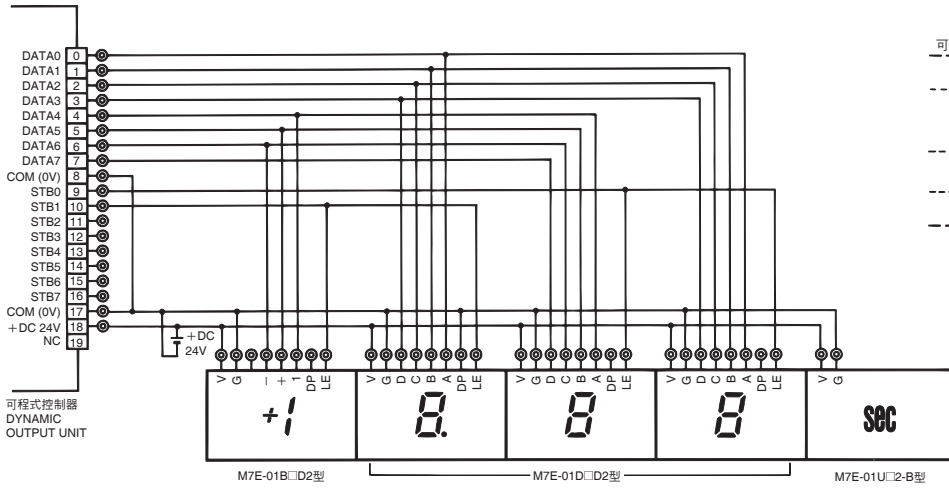 DATA0 0
DATA1 1
DATA2 2
DATA3 3
DATA4 4
DATA5 5
DATA6 6
DATA7 7
COM (0V) 8
STB0 9
STB1 10
STB2 11
STB3 12
STB4 13
STB5 14
STB6 15
STB7 16
COM (0V) 17
+DC 24V 18
NC 19
可
+DC
24V
V G − + 1 DP LE
V G D C B A DP LE
V G D C B A DP LE
V G D C B A DP LE
V G
+1
8.
8
8
sec
可程式控制器
DYNAMIC
OUTPUT UNIT
M7E-01B□D2型
M7E-01D□D2型
M7E-01U□2-B型